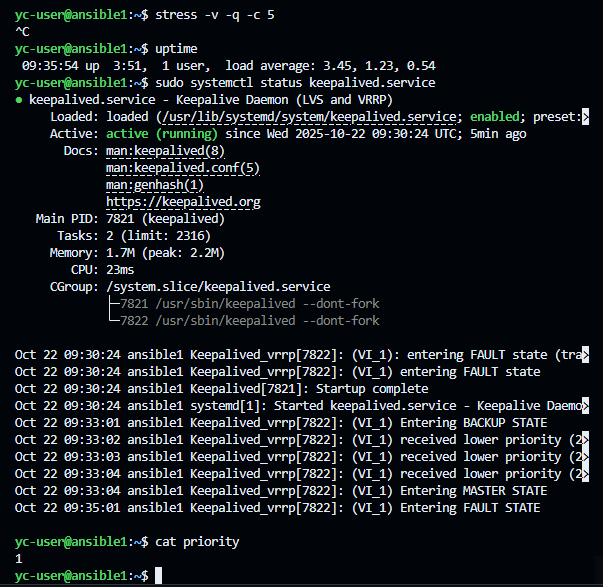 yc-user@ansible1:~$ stress -v -q -c 5
^C
yc-user@ansible1:~$ uptime
 09:35:54 up  3:51,  1 user,  load average: 3.45, 1.23, 0.54
yc-user@ansible1:~$ sudo systemctl status keepalived.service
● keepalived.service - Keepalive Daemon (LVS and VRRP)
     Loaded: loaded (/usr/lib/systemd/system/keepalived.service; enabled; preset:>
     Active: active (running) since Wed 2025-10-22 09:30:24 UTC; 5min ago
       Docs: man:keepalived(8)
             man:keepalived.conf(5)
             man:genhash(1)
             https://keepalived.org
   Main PID: 7821 (keepalived)
      Tasks: 2 (limit: 2316)
     Memory: 1.7M (peak: 2.2M)
        CPU: 23ms
     CGroup: /system.slice/keepalived.service
             ├─7821 /usr/sbin/keepalived --dont-fork
             └─7822 /usr/sbin/keepalived --dont-fork
Oct 22 09:30:24 ansible1 Keepalived_vrrp[7822]: (VI_1): entering FAULT state (tra>
Oct 22 09:30:24 ansible1 Keepalived_vrrp[7822]: (VI_1) entering FAULT state
Oct 22 09:30:24 ansible1 Keepalived[7821]: Startup complete
Oct 22 09:30:24 ansible1 systemd[1]: Started keepalived.service - Keepalive Daemo>
Oct 22 09:33:01 ansible1 Keepalived_vrrp[7822]: (VI_1) Entering BACKUP STATE
Oct 22 09:33:02 ansible1 Keepalived_vrrp[7822]: (VI_1) received lower priority (2>
Oct 22 09:33:03 ansible1 Keepalived_vrrp[7822]: (VI_1) received lower priority (2>
Oct 22 09:33:04 ansible1 Keepalived_vrrp[7822]: (VI_1) received lower priority (2>
Oct 22 09:33:04 ansible1 Keepalived_vrrp[7822]: (VI_1) Entering MASTER STATE
Oct 22 09:35:01 ansible1 Keepalived_vrrp[7822]: (VI_1) Entering FAULT STATE
yc-user@ansible1:~$ cat priority
1
yc-user@ansible1:~$